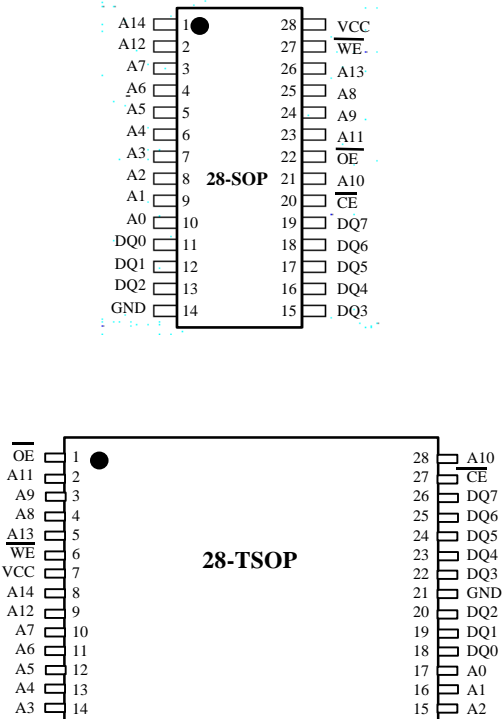 A14 1 28 VCC
A12 2 27 WE
A7 3 26 A13
A6 4 25 A8
A5 5 24 A9
A4 6 23 A11
A3 7 22 OE
A2 8 28-SOP 21 A10
A1 9 20 CE
A0 10 19 DQ7
DQ0 11 18 DQ6
DQ1 12 17 DQ5
DQ2 13 16 DQ4
GND 14 15 DQ3
OE 1 28 A10
A11 2 27 CE
A9 3 26 DQ7
A8 4 25 DQ6
A13 5 24 DQ5
WE 6 23 DQ4
VCC 7 28-TSOP 22 DQ3
A14 8 21 GND
A12 9 20 DQ2
A7 10 19 DQ1
A6 11 18 DQ0
A5 12 17 A0
A4 13 16 A1
A3 14 15 A2